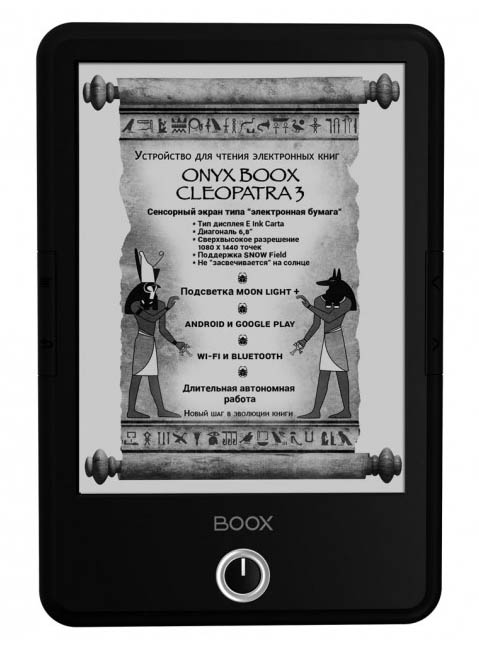 Устройство для чтения электронных книг
ONYX BOOX
CLEOPATRA 3
Сенсорный экран типа "электронная бумага"
• Тип дисплея E Ink Carta
• Диагональ 6,8"
• Сверхвысокое разрешение
1080 X 1440 точек
• Поддержка SNOW Field
• Не "засвечивается" на солнце
Подсветка MOON LIGHT +
ANDROID И GOOGLE PLAY
WI-FI И BLUETOOTH
Длительная автономная
работа
Новый шаг в эволюции книги
BOOX